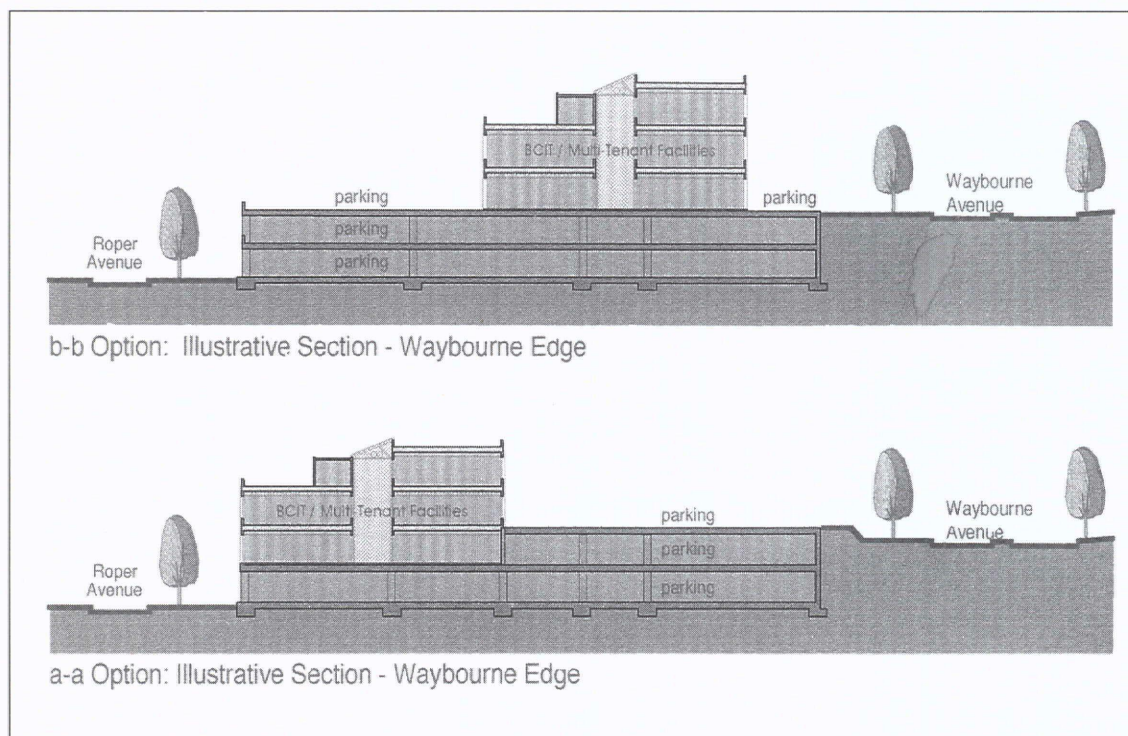 BCIT / Multi-Tenant Facilities
parking
parking
Waybourne
Avenue
parking
Roper
Avenue
parking
b-b Option: Illustrative Section - Waybourne Edge
BCIT / Multi-Tenant Facilities
parking
Waybourne
Avenue
parking
Roper
Avenue
parking
a-a Option: Illustrative Section - Waybourne Edge